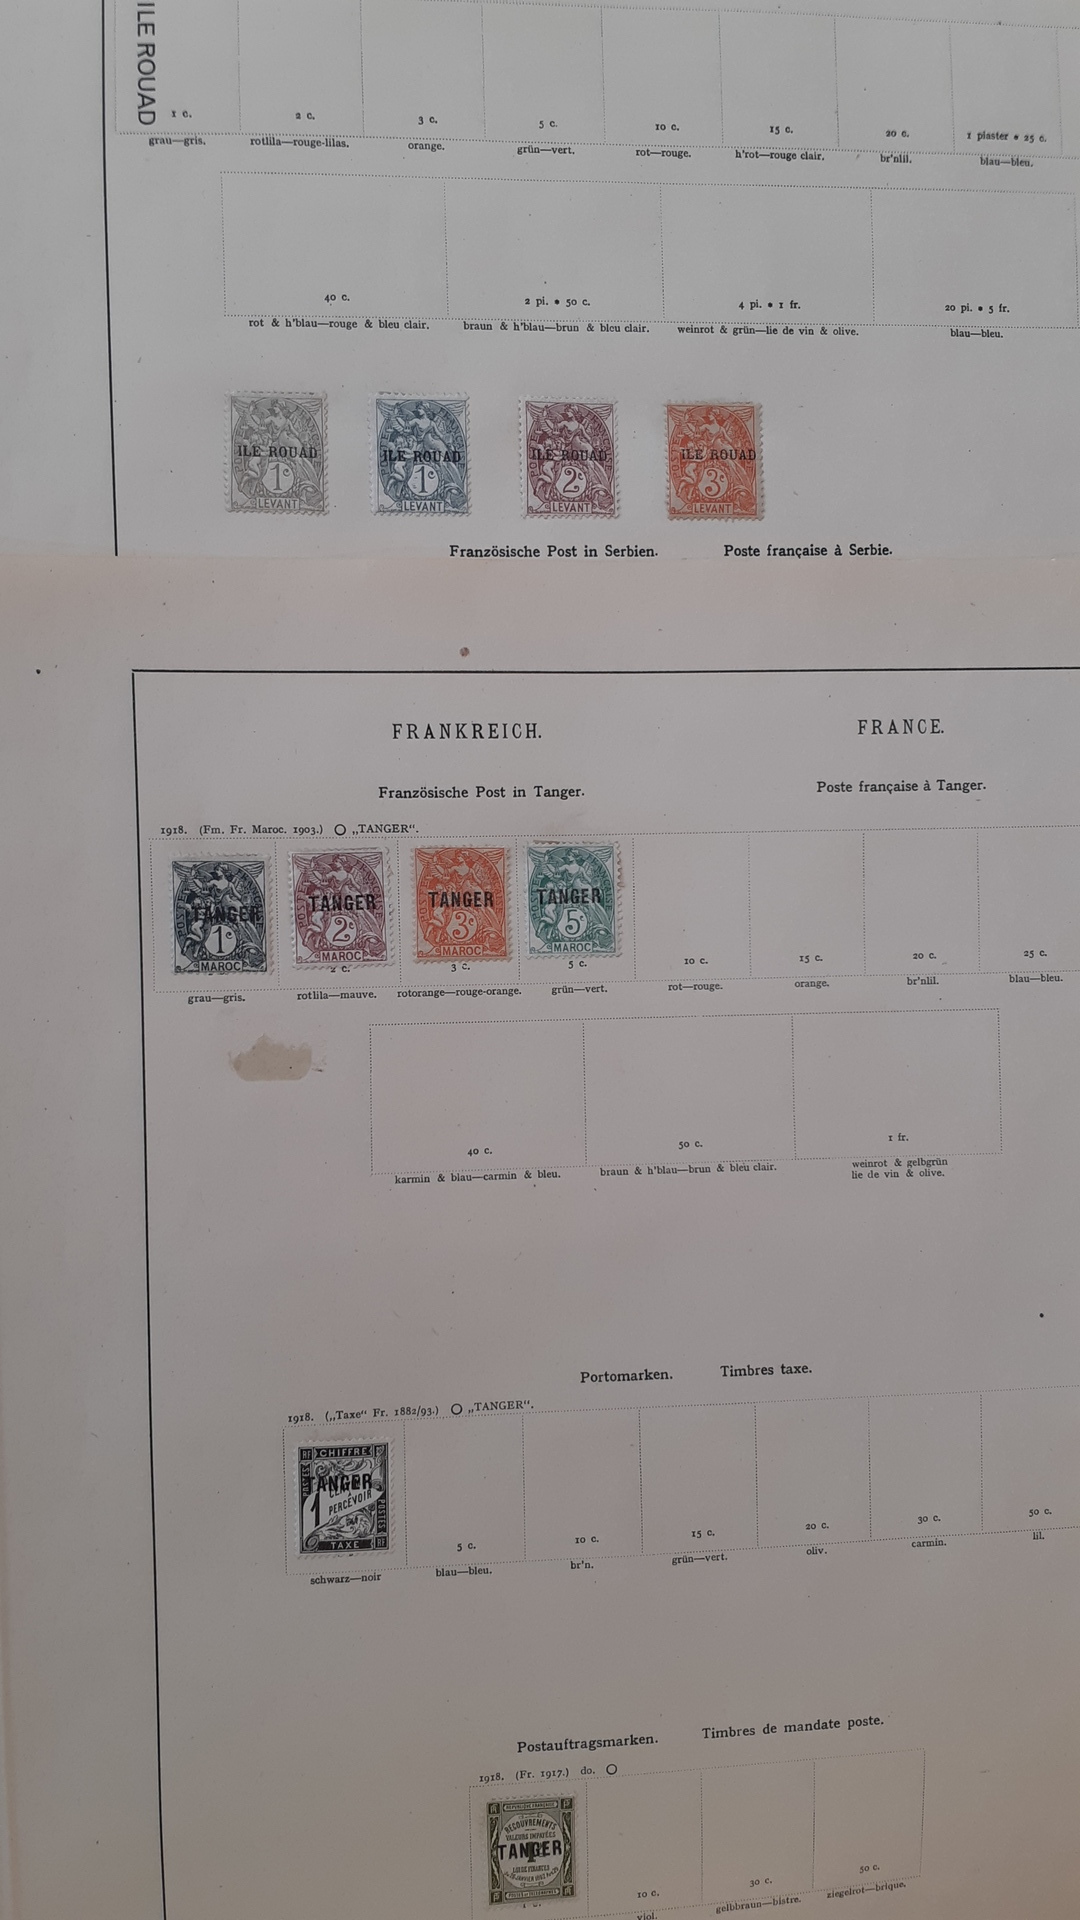 ILE ROUAD
1 c. 2 c. 3 c. 5 c. 10 c. 15 c. 20 c. 1 piaster • 25 c.
grau—gris. rotlila—rouge-lilas. orange. grün—vert. rot—rouge. h'rot—rouge clair. br'nlil. blau—bleu.
40 c. 2 pi. • 50 c. 4 pi. • 1 fr. 20 pi. • 5 fr.
rot & h'blau—rouge & bleu clair. braun & h'blau—brun & bleu clair. weinrot & grün—lie de vin & olive. blau—bleu.
ILE ROUAD ILE ROUAD ILE ROUAD ILE ROUAD
1c 1c 2c 3c
LEVANT LEVANT LEVANT LEVANT
Französische Post in Serbien. Poste française à Serbie.
FRANKREICH. FRANCE.
Französische Post in Tanger. Poste française à Tanger.
1918. (Fm. Fr. Maroc. 1903.) O „TANGER“.
TANGER TANGER TANGER TANGER
1c 2c 3c 5c
MAROC MAROC MAROC MAROC
2 c. 3 c. 5 c. 10 c. 15 c. 20 c. 25 c.
grau—gris. rotlila—mauve. rotorange—rouge-orange. grün—vert. rot—rouge. orange. br'nlil. blau—bleu.
40 c. 50 c. 1 fr.
karmin & blau—carmin & bleu. braun & h'blau—brun & bleu clair. weinrot & gelbgrün
lie de vin & olive.
Portomarken. Timbres taxe.
1918. („Taxe“ Fr. 1882/93.) O „TANGER“.
RF CHIFFRE
TANGER
1 PERCEVOIR
POSTES
TAXE RF
5 c. 10 c. 15 c. 20 c. 30 c. 50 c.
schwarz—noir blau—bleu. br'n. grün—vert. oliv. carmin. lil.
Postauftragsmarken. Timbres de mandate poste.
1918. (Fr. 1917.) do. O
REPUBLIQUE FRANÇAISE
RECOUVREMENTS
VALEURS IMPAYÉES
TANGER
10 c. 30 c. 50 c.
viol. gelbbraun—bistre. ziegelrot—brique.